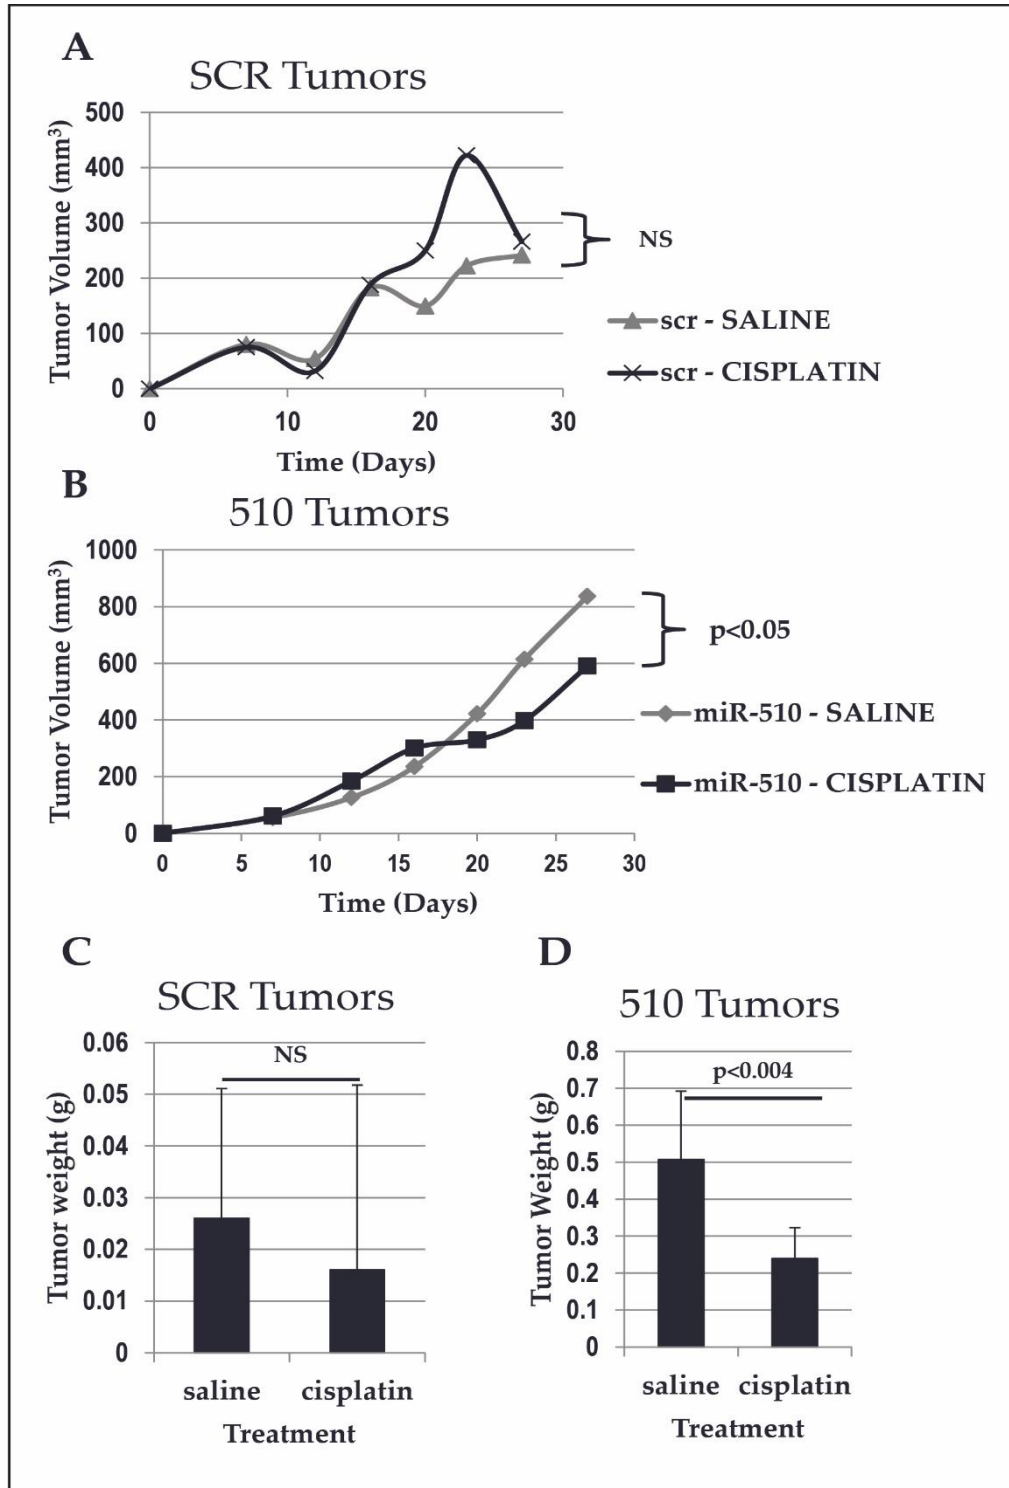 A
SCR Tumors
Tumor Volume (mm³)
500
400
300
200
100
0
0 10 20 30
Time (Days)
NS
scr - SALINE
scr - CISPLATIN
B
510 Tumors
Tumor Volume (mm³)
1000
800
600
400
200
0
0 5 10 15 20 25 30
Time (Days)
p<0.05
miR-510 - SALINE
miR-510 - CISPLATIN
C
SCR Tumors
Tumor weight (g)
0.06
0.05
0.04
0.03
0.02
0.01
0
NS
saline cisplatin
Treatment
D
510 Tumors
Tumor Weight (g)
0.8
0.7
0.6
0.5
0.4
0.3
0.2
0.1
0
p<0.004
saline cisplatin
Treatment